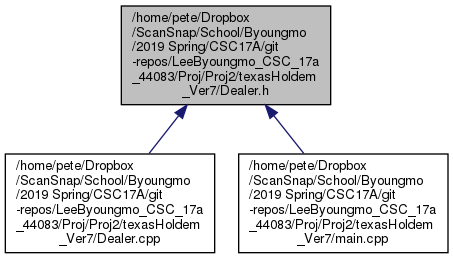 /home/pete/Dropbox
/ScanSnap/School/Byoungmo
/2019 Spring/CSC17A/git
-repos/LeeByoungmo_CSC_17a
_44083/Proj/Proj2/texasHoldem
_Ver7/Dealer.h
/home/pete/Dropbox
/ScanSnap/School/Byoungmo
/2019 Spring/CSC17A/git
-repos/LeeByoungmo_CSC_17a
_44083/Proj/Proj2/texasHoldem
_Ver7/Dealer.cpp
/home/pete/Dropbox
/ScanSnap/School/Byoungmo
/2019 Spring/CSC17A/git
-repos/LeeByoungmo_CSC_17a
_44083/Proj/Proj2/texasHoldem
_Ver7/main.cpp